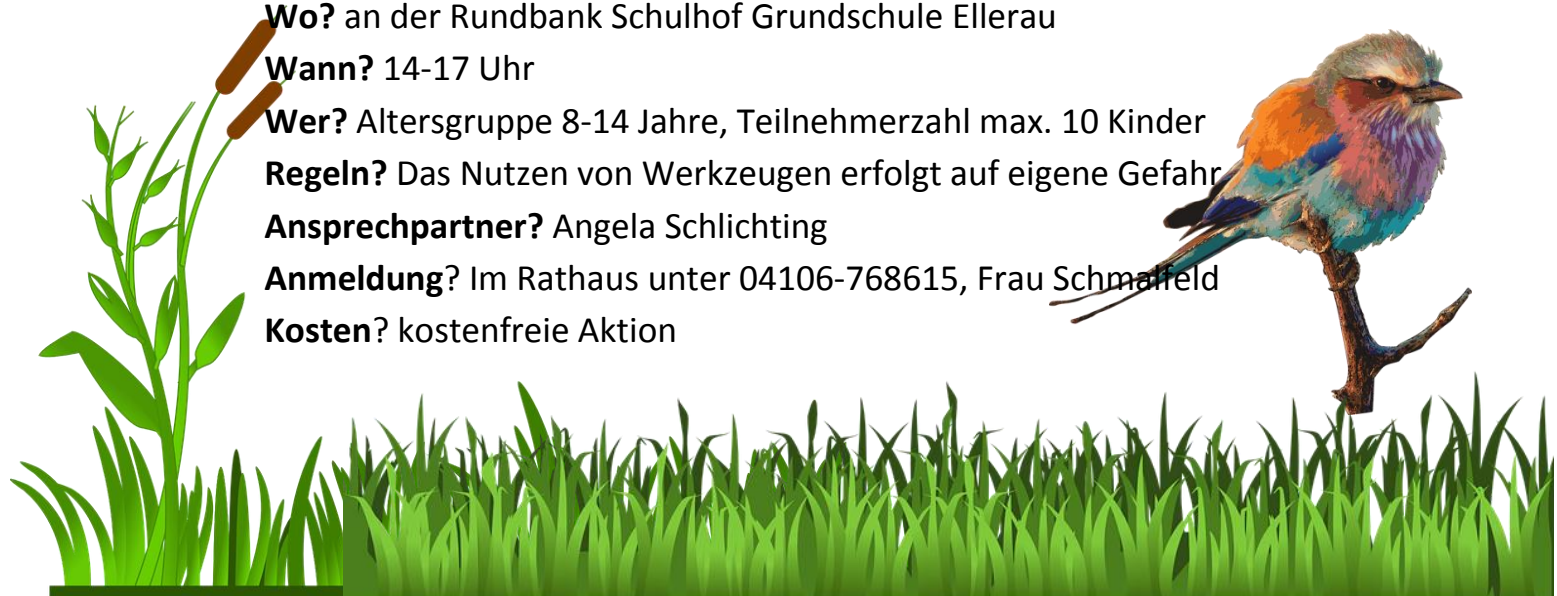 Wo? an der Rundbank Schulhof Grundschule Ellerau
Wann? 14-17 Uhr
Wer? Altersgruppe 8-14 Jahre, Teilnehmerzahl max. 10 Kinder
Regeln? Das Nutzen von Werkzeugen erfolgt auf eigene Gefahr
Ansprechpartner? Angela Schlichting
Anmeldung? Im Rathaus unter 04106-768615, Frau Schmalfeld
Kosten? kostenfreie Aktion